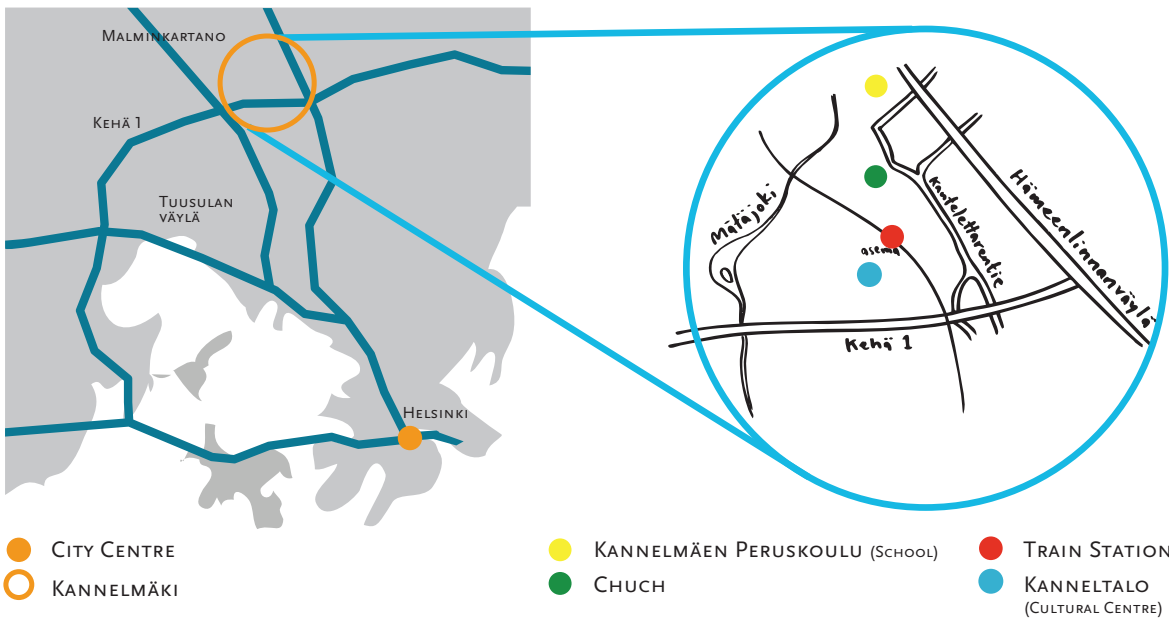 Malminkartano
Kehä 1
Tuusulan
väylä
Helsinki
Mätäjoki
asema
Kantelettarentie
Hämeenlinnanväylä
Kehä 1
City Centre
Kannelmäki
Kannelmäen Peruskoulu (School)
Chuch
Train Station
Kanneltalo
(Cultural Centre)